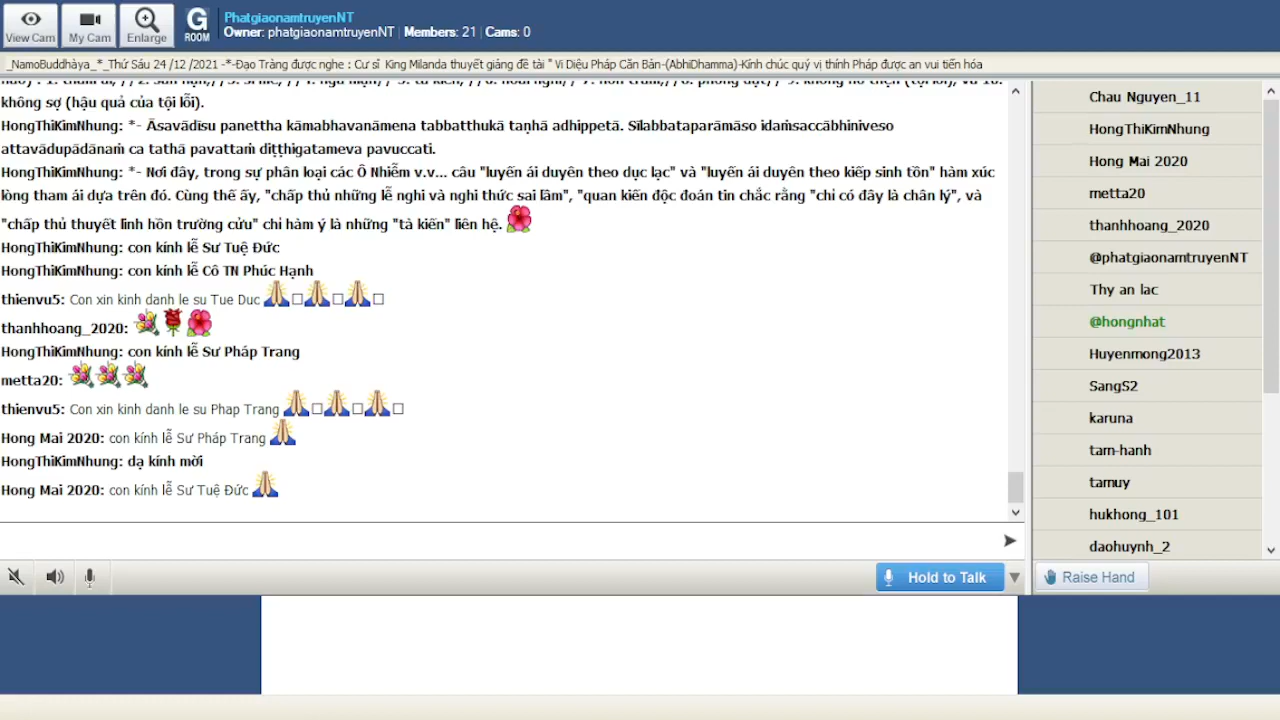 View Cam
My Cam
Enlarge
G
ROOM
PhatgiaonamtruyenNT
Owner: phatgiaonamtruyenNT | Members: 21 | Cams: 0
_NamoBuddhàya_*_Thứ Sáu 24 /12 /2021 -*-Đạo Tràng được nghe : Cư sĩ King Milanda thuyết giảng đề tài " Vi Diệu Pháp Căn Bản-(AbhiDhamma)-Kính chúc quý vị thính Pháp được an vui tiến hóa
không sợ (hậu quả của tội lỗi).
HongThiKimNhung: *- Āsavādīsu panettha kāmabhavanāmena tabbatthukā taṇhā adhippetā. Sīlabbataparāmāso idaṁsaccābhiniveso
attavādupādānaṁ ca tathā pavattaṁ diṭṭhigatameva pavuccati.
HongThiKimNhung: *- Nơi đây, trong sự phân loại các Ô Nhiễm v.v... câu "luyến ái duyên theo dục lạc" và "luyến ái duyên theo kiếp sinh tồn" hàm xúc
lòng tham ái dựa trên đó. Cùng thế ấy, "chấp thủ những lễ nghi và nghi thức sai lầm", "quan kiến độc đoán tin chắc rằng "chỉ có đây là chân lý", và
"chấp thủ thuyết linh hồn trường cửu" chỉ hàm ý là những "tà kiến" liên hệ.
HongThiKimNhung: con kính lễ Sư Tuệ Đức
HongThiKimNhung: con kính lễ Cô TN Phúc Hạnh
thienvu5: Con xin kinh danh le su Tue Duc
thanhhoang_2020:
HongThiKimNhung: con kính lễ Sư Pháp Trang
metta20:
thienvu5: Con xin kinh danh le su Phap Trang
Hong Mai 2020: con kính lễ Sư Pháp Trang
HongThiKimNhung: dạ kính mời
Hong Mai 2020: con kính lễ Sư Tuệ Đức
Hold to Talk
Chau Nguyen_11
HongThiKimNhung
Hong Mai 2020
metta20
thanhhoang_2020
@phatgiaonamtruyenNT
Thy an lac
@hongnhat
Huyenmong2013
SangS2
karuna
tam-hanh
tamuy
hukhong_101
daohuynh_2
Raise Hand